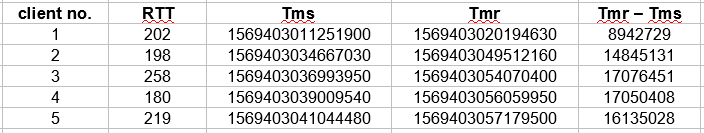 client no. RTT Tms Tmr Tmr – Tms
1 202 1569403011251900 1569403020194630 8942729
2 198 1569403034667030 1569403049512160 14845131
3 258 1569403036993950 1569403054070400 17076451
4 180 1569403039009540 1569403056059950 17050408
5 219 1569403041044480 1569403057179500 16135028